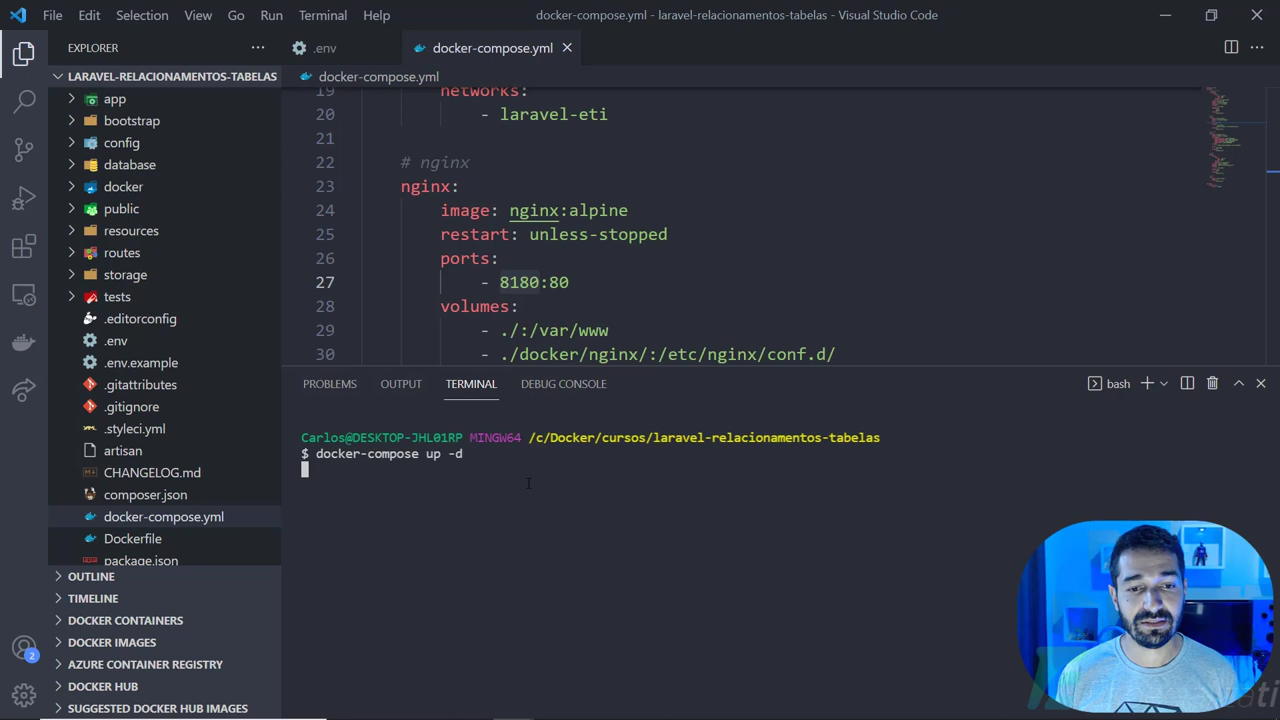 File Edit Selection View Go Run Terminal Help
docker-compose.yml - laravel-relacionamentos-tabelas - Visual Studio Code
EXPLORER
LARAVEL-RELACIONAMENTOS-TABELAS
app
bootstrap
config
database
docker
public
resources
routes
storage
tests
.editorconfig
.env
.env.example
.gitattributes
.gitignore
.styleci.yml
artisan
CHANGELOG.md
composer.json
docker-compose.yml
Dockerfile
package.json
OUTLINE
TIMELINE
DOCKER CONTAINERS
DOCKER IMAGES
AZURE CONTAINER REGISTRY
DOCKER HUB
SUGGESTED DOCKER HUB IMAGES
2
.env
docker-compose.yml
docker-compose.yml
19 networks:
20 - laravel-eti
21
22 # nginx
23 nginx:
24 image: nginx:alpine
25 restart: unless-stopped
26 ports:
27 - 8180:80
28 volumes:
29 - ./:/var/www
30 - ./docker/nginx/:/etc/nginx/conf.d/
PROBLEMS OUTPUT TERMINAL DEBUG CONSOLE
bash
Carlos@DESKTOP-JHL01RP MINGW64 /c/Docker/cursos/laravel-relacionamentos-tabelas
$ docker-compose up -d